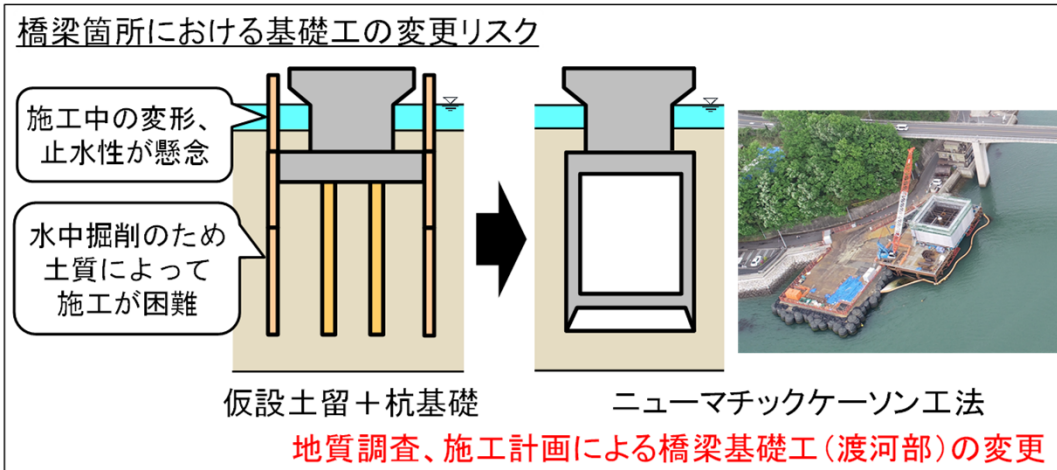 橋梁箇所における基礎工の変更リスク
施工中の変形、
止水性が懸念
水中掘削のため
土質によって
施工が困難
仮設土留＋杭基礎
ニューマチックケーソン工法
地質調査、施工計画による橋梁基礎工（渡河部）の変更